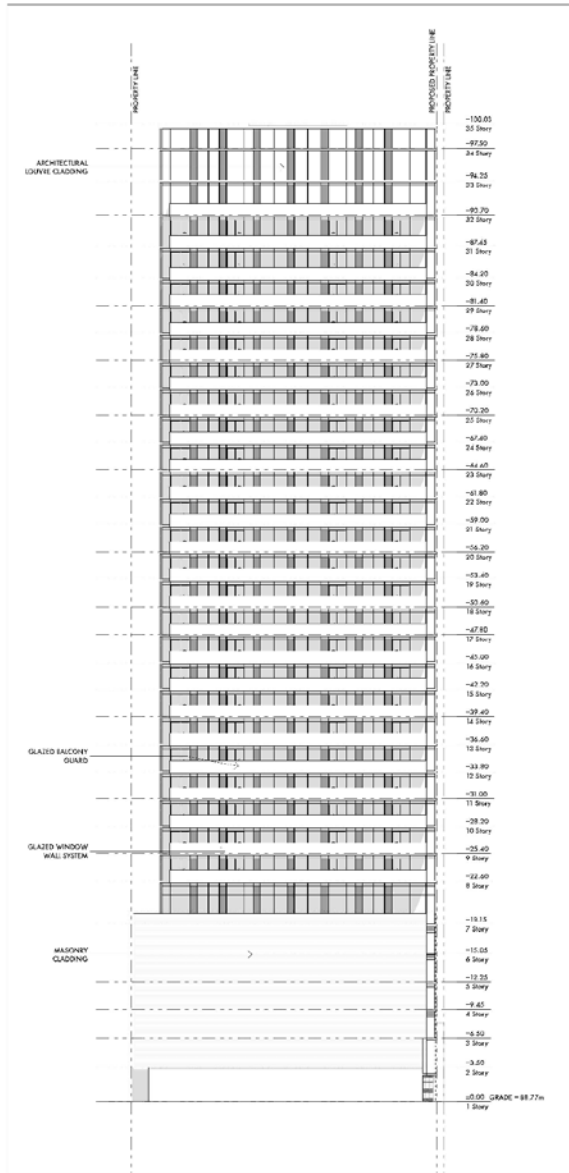 PROPERTY LINE
PROPOSED PROPERTY LINE
PROPERTY LINE
ARCHITECTURAL
LOUVRE CLADDING
GLAZED BALCONY
GUARD
GLAZED WINDOW
WALL SYSTEM
MASONRY
CLADDING
-100.05
35 Story
-97.50
34 Story
-94.25
33 Story
-90.70
32 Story
-87.45
31 Story
-84.20
30 Story
-81.40
29 Story
-78.60
28 Story
-75.80
27 Story
-73.00
26 Story
-70.20
25 Story
-67.40
24 Story
-64.60
23 Story
-61.80
22 Story
-59.00
21 Story
-56.20
20 Story
-53.40
19 Story
-50.60
18 Story
-47.80
17 Story
-45.00
16 Story
-42.20
15 Story
-39.40
14 Story
-36.60
13 Story
-33.80
12 Story
-31.00
11 Story
-28.20
10 Story
-25.40
9 Story
-22.60
8 Story
-18.15
7 Story
-15.05
6 Story
-12.25
5 Story
-9.45
4 Story
-6.50
3 Story
-3.50
2 Story
±0.00 GRADE = 88.77m
1 Story